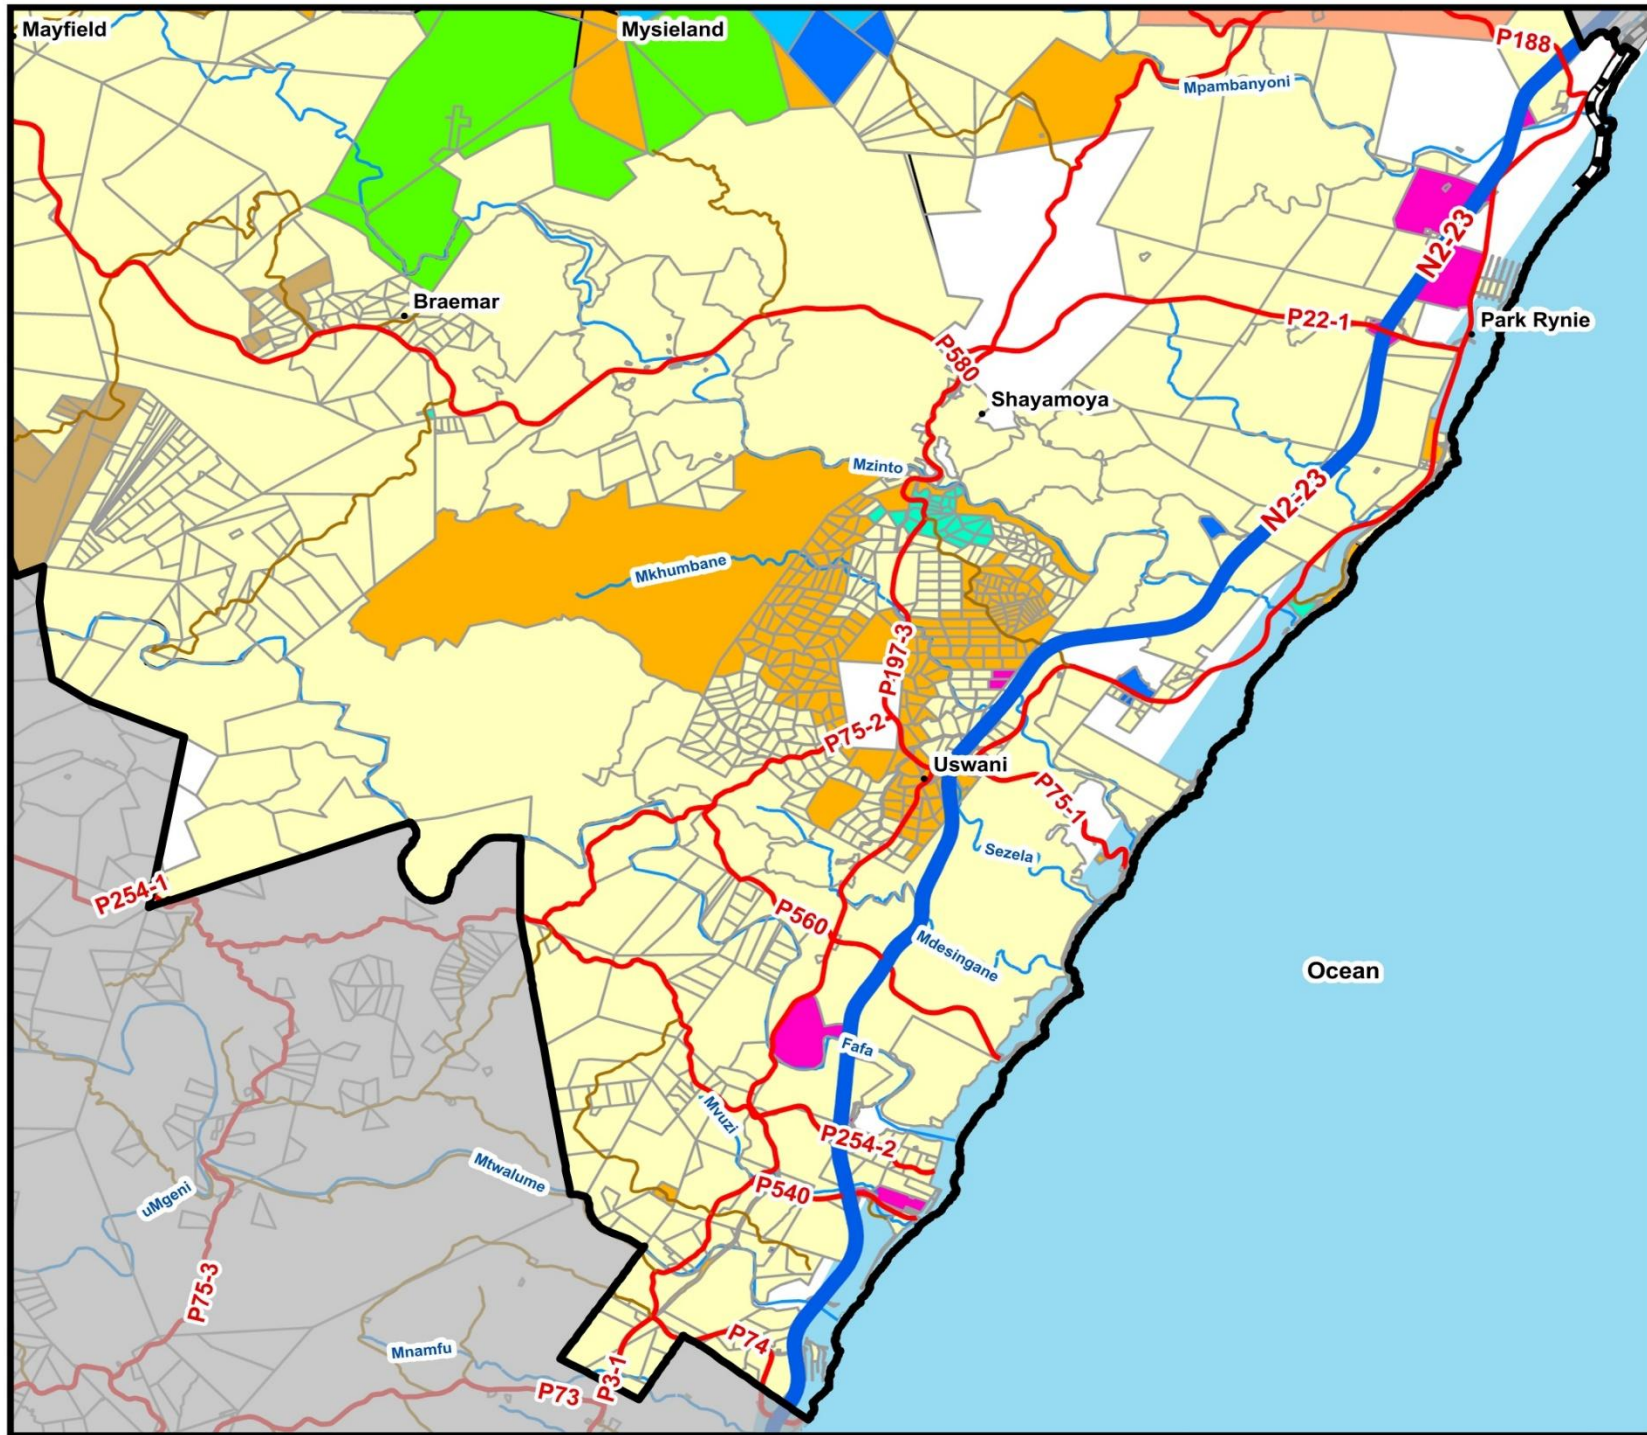 Mayfield
Mysieland
P188
Mpambanyoni
N2-23
Braemar
P22-1
Park Rynie
P580
Shayamoya
Mzinto
N2-23
Mkhumbane
P197-3
P75-2
Uswani
P75-1
Sezela
P254-1
P560
Mdesingane
Ocean
Fafa
Mvuzi
P254-2
Mtwalume
P540
uMgeni
P75-3
P74
Mnamfu
P3-1
P73